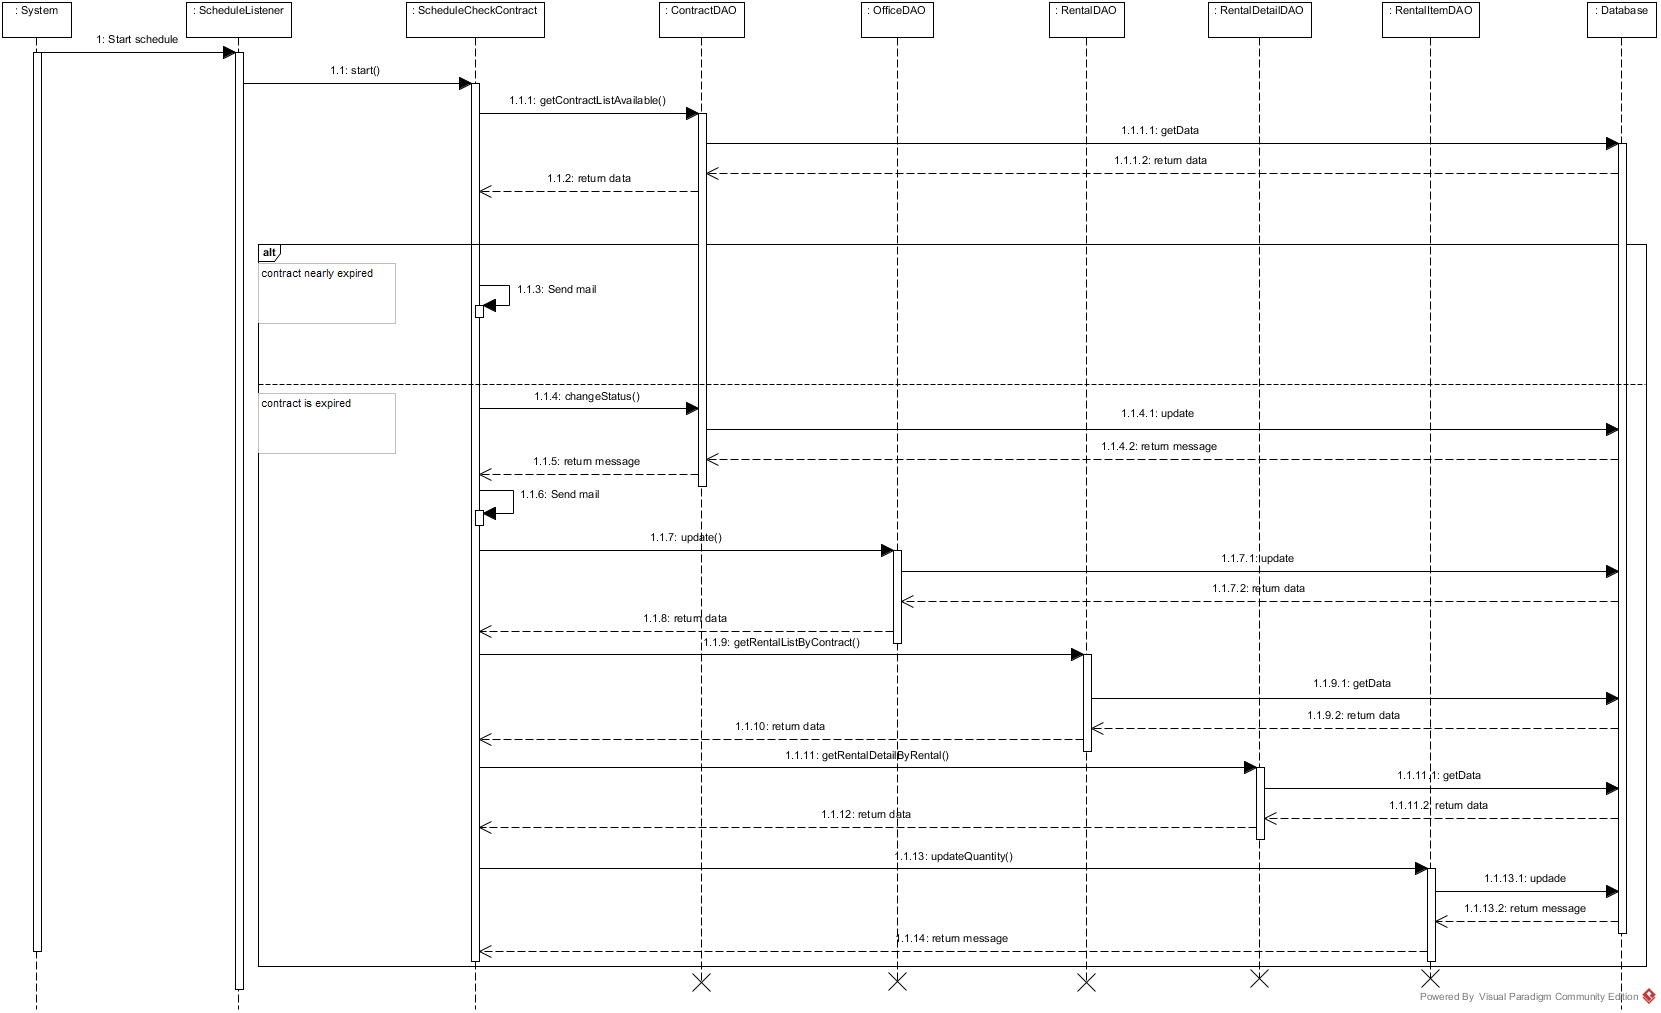 : System
: ScheduleListener
: ScheduleCheckContract
: ContractDAO
: OfficeDAO
: RentalDAO
: RentalDetailDAO
: RentalItemDAO
: Database
1: Start schedule
1.1: start()
1.1.1: getContractListAvailable()
1.1.1.1: getData
1.1.1.2: return data
1.1.2: return data
alt
contract nearly expired
1.1.3: Send mail
contract is expired
1.1.4: changeStatus()
1.1.4.1: update
1.1.4.2: return message
1.1.5: return message
1.1.6: Send mail
1.1.7: update()
1.1.7.1: update
1.1.7.2: return data
1.1.8: return data
1.1.9: getRentalListByContract()
1.1.9.1: getData
1.1.9.2: return data
1.1.10: return data
1.1.11: getRentalDetailByRental()
1.1.11.1: getData
1.1.11.2: return data
1.1.12: return data
1.1.13: updateQuantity()
1.1.13.1: updade
1.1.13.2: return message
1.1.14: return message
Powered By Visual Paradigm Community Edition